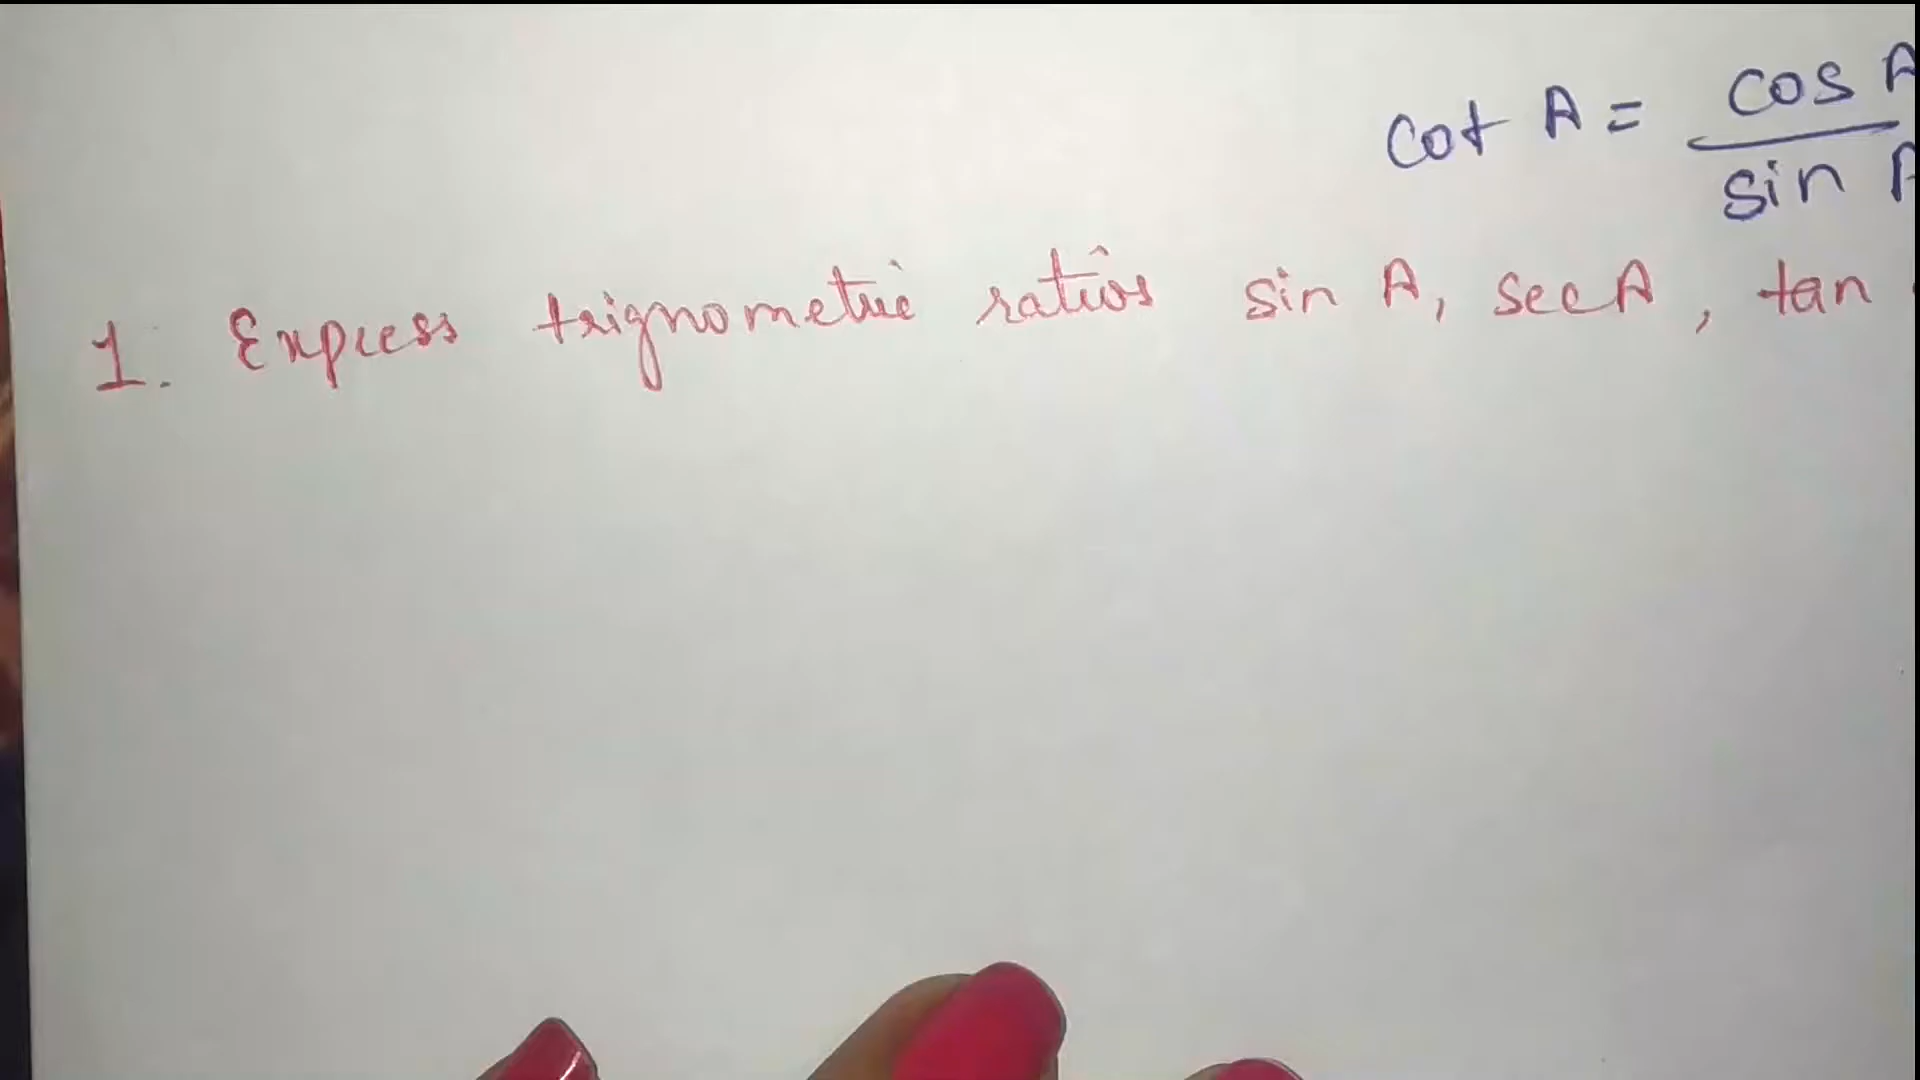 cot A = cos A
sin A
1. Express trignometric ratios sin A, sec A, tan